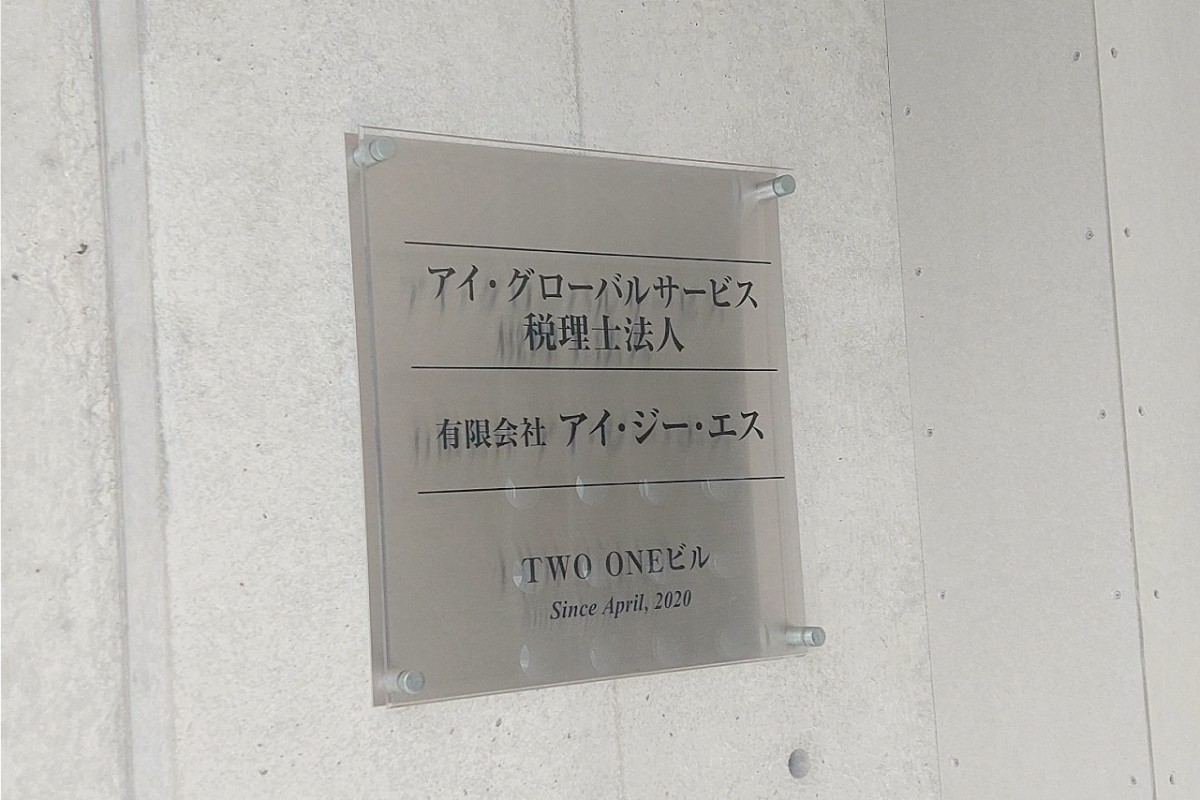 アイ・グローバルサービス
税理士法人
有限会社 アイ・ジー・エス
TWO ONEビル
Since April, 2020